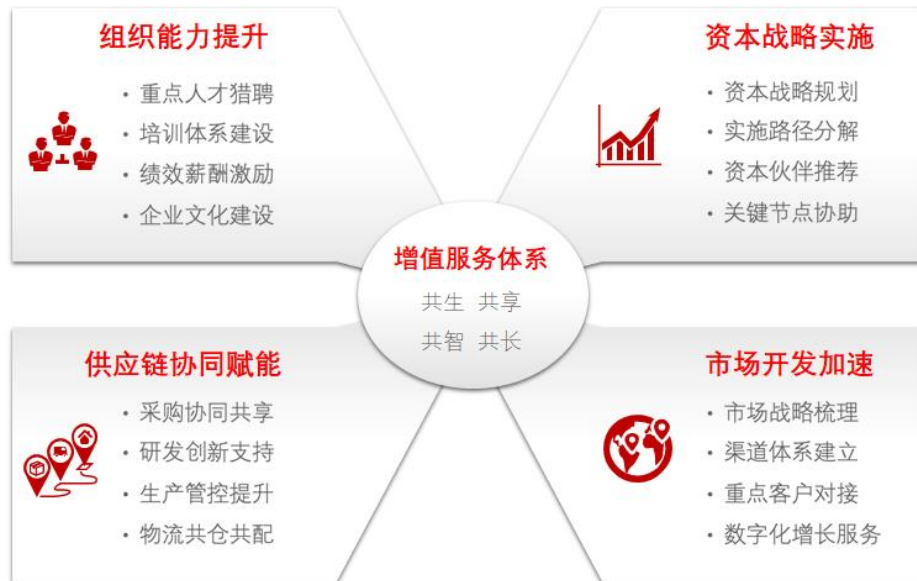 组织能力提升
• 重点人才猎聘
• 培训体系建设
• 绩效薪酬激励
• 企业文化建设
资本战略实施
• 资本战略规划
• 实施路径分解
• 资本伙伴推荐
• 关键节点协助
增值服务体系
共生 共享
共智 共长
供应链协同赋能
• 采购协同共享
• 研发创新支持
• 生产管控提升
• 物流共仓共配
市场开发加速
• 市场战略梳理
• 渠道体系建立
• 重点客户对接
• 数字化增长服务